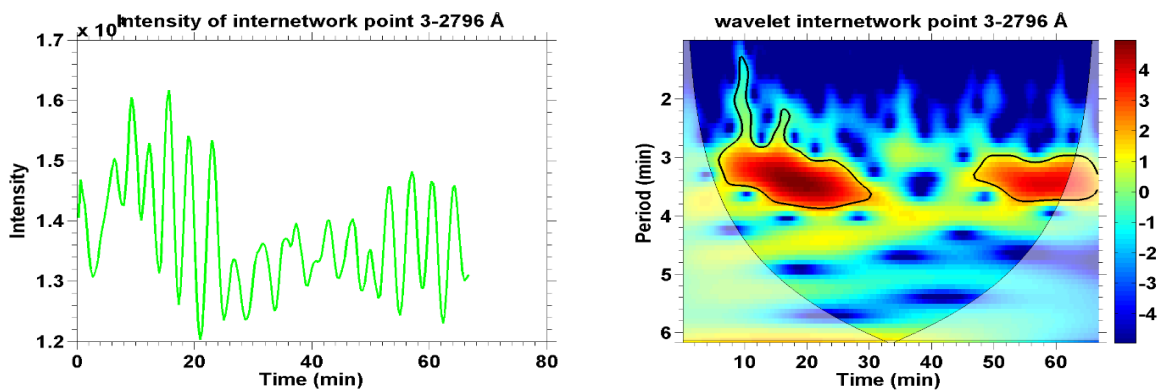 Intensity of internetwork point 3-2796 Å
x 10
1.7
1.6
1.5
1.4
1.3
1.2
Intensity
0 20 40 60 80
Time (min)
wavelet internetwork point 3-2796 Å
2
3
4
5
6
Period (min)
10 20 30 40 50 60
Time (min)
4
3
2
1
0
-1
-2
-3
-4